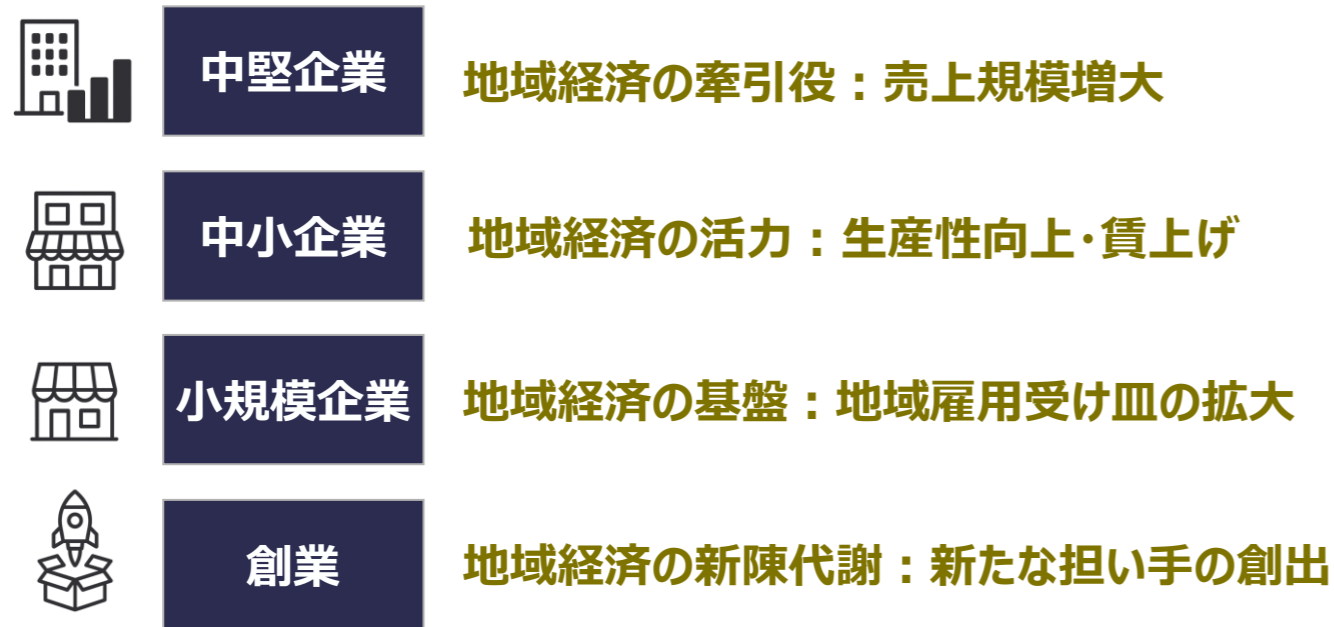 中堅企業
地域経済の牽引役：売上規模増大
中小企業
地域経済の活力：生産性向上･賃上げ
小規模企業
地域経済の基盤：地域雇用受け皿の拡大
創業
地域経済の新陳代謝：新たな担い手の創出